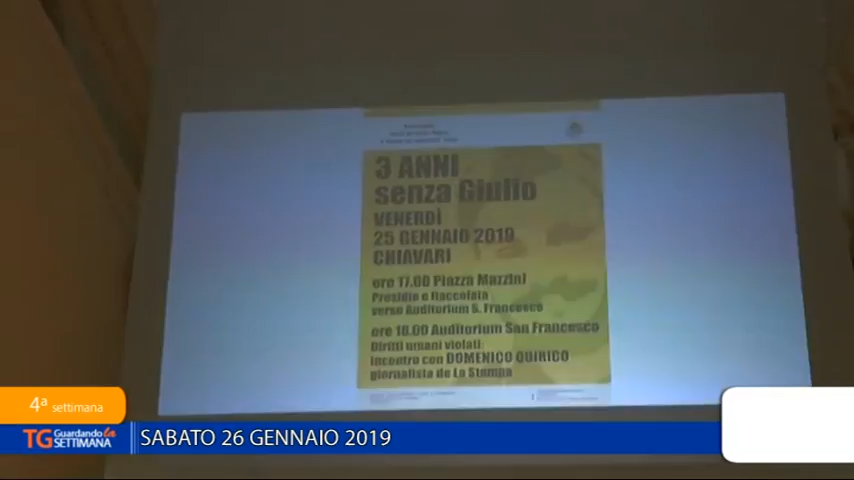 3 ANNI
senza Giulio
VENERDÌ
25 GENNAIO 2019
CHIAVARI
ore 17.00 Piazza Mazzini
Presidio e fiaccolata
verso Auditorium S. Francesco
ore 18.00 Auditorium San Francesco
Diritti umani violati:
incontro con DOMENICO QUIRICO
giornalista de La Stampa
4ª settimana
TG Guardando la SETTIMANA
SABATO 26 GENNAIO 2019